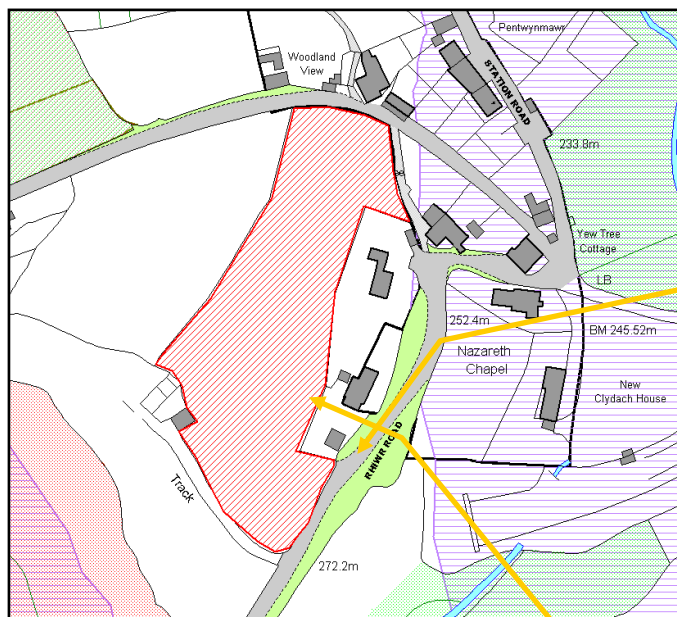 Pentwynmawr
Woodland
View
STATION ROAD
233.8m
Yew Tree
Cottage
LB
252.4m
BM 245.52m
Nazareth
Chapel
New
Clydach House
RHIWR ROAD
Track
272.2m